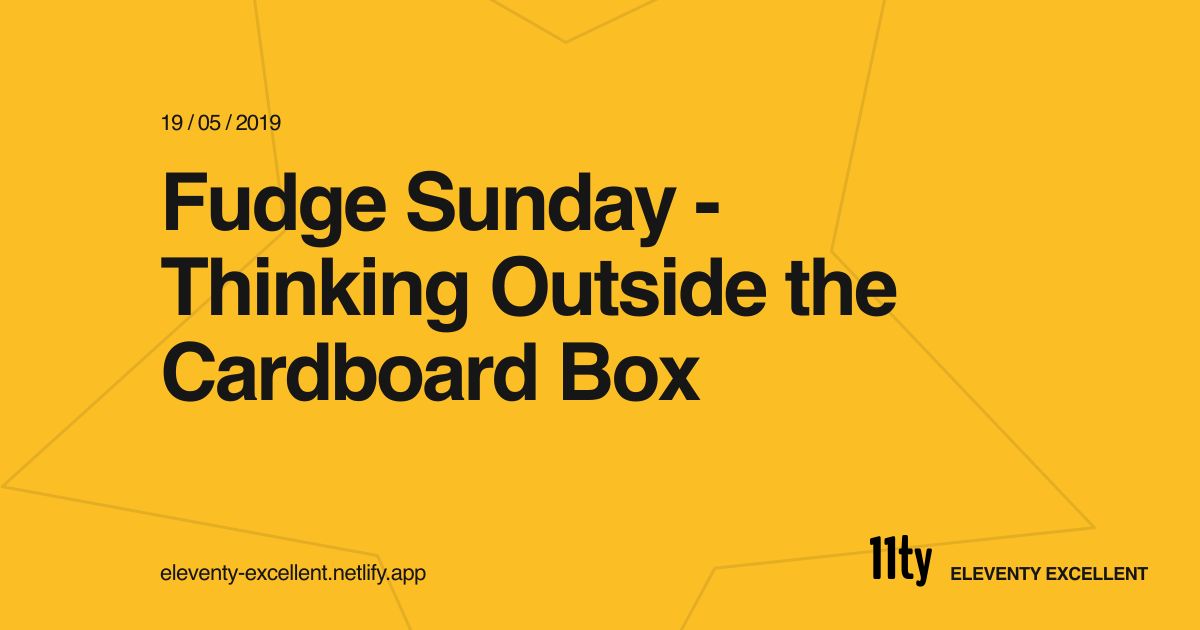 19 / 05 / 2019
Fudge Sunday -
Thinking Outside the
Cardboard Box
eleventy-excellent.netlify.app
11ty ELEVENTY EXCELLENT